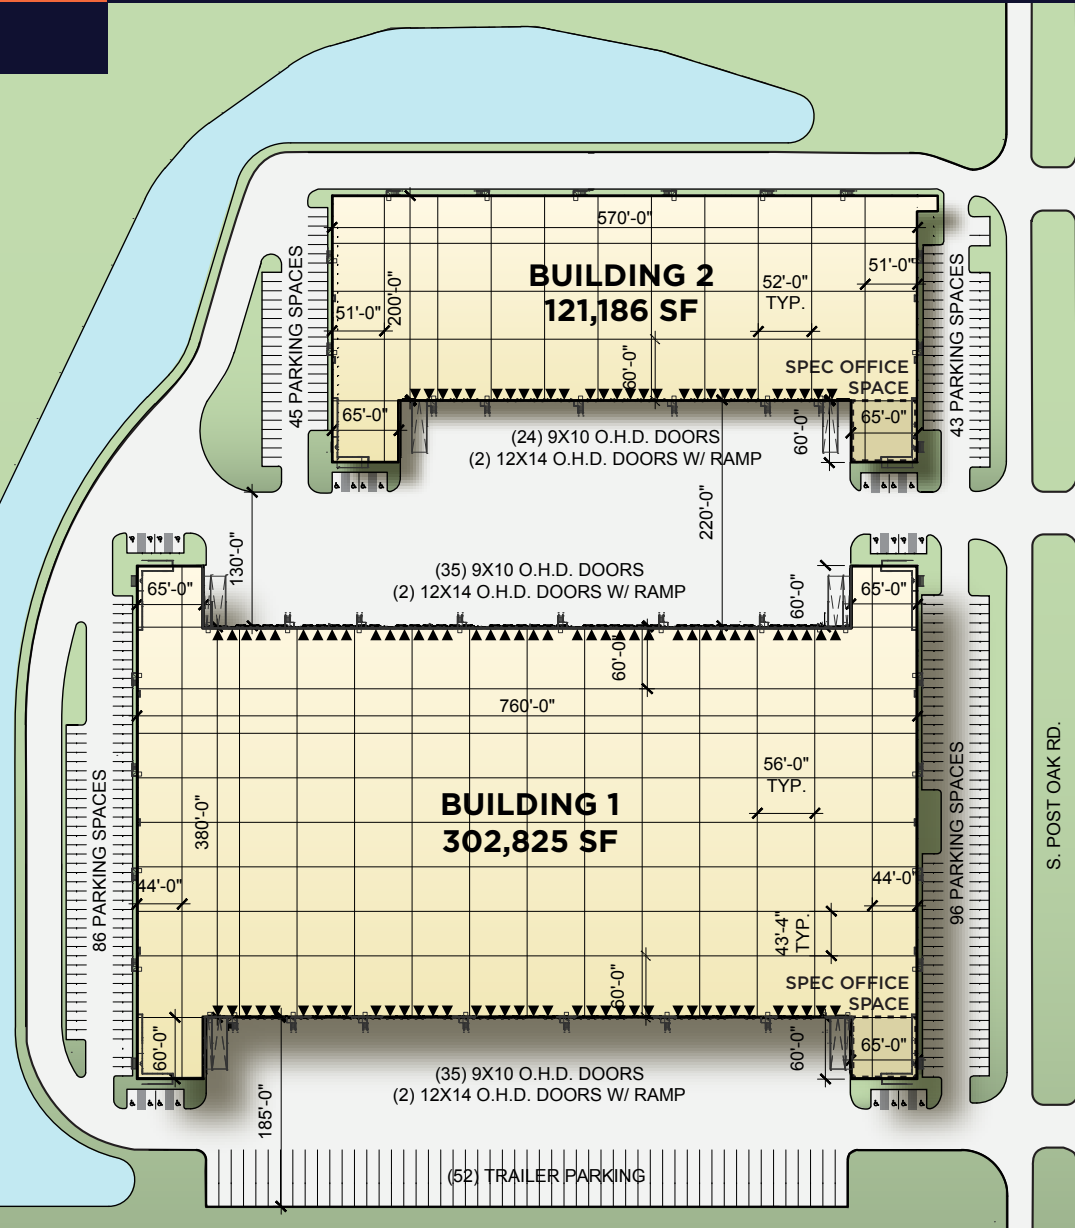 570'-0"
BUILDING 2
121,186 SF
51'-0"
200'-0"
52'-0"
TYP.
51'-0"
60'-0"
SPEC OFFICE
SPACE
45 PARKING SPACES
43 PARKING SPACES
65'-0"
65'-0"
60'-0"
(24) 9X10 O.H.D. DOORS
(2) 12X14 O.H.D. DOORS W/ RAMP
220'-0"
130'-0"
(35) 9X10 O.H.D. DOORS
(2) 12X14 O.H.D. DOORS W/ RAMP
65'-0"
60'-0"
65'-0"
60'-0"
760'-0"
56'-0"
TYP.
BUILDING 1
302,825 SF
380'-0"
86 PARKING SPACES
96 PARKING SPACES
S. POST OAK RD.
44'-0"
44'-0"
43'-4"
TYP.
60'-0"
SPEC OFFICE
SPACE
60'-0"
60'-0"
65'-0"
(35) 9X10 O.H.D. DOORS
(2) 12X14 O.H.D. DOORS W/ RAMP
185'-0"
(52) TRAILER PARKING